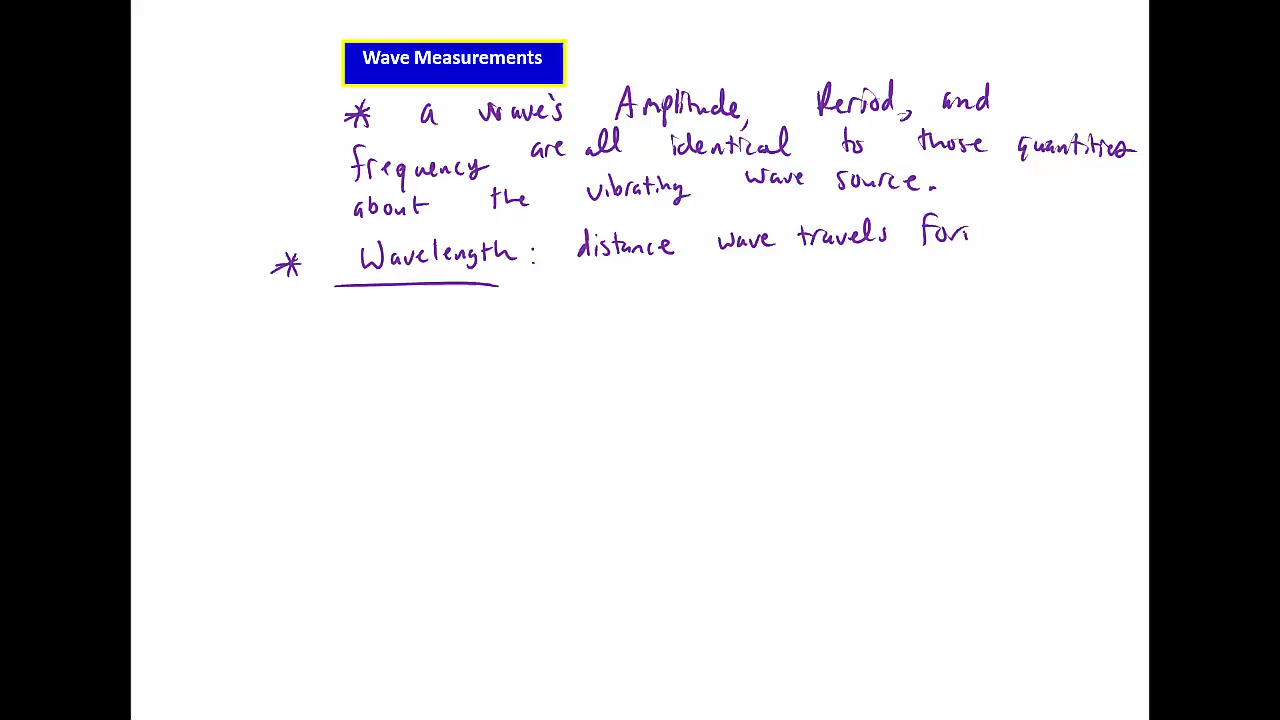 Wave Measurements
* a wave's Amplitude, Period, and
frequency are all identical to those quantities
about the vibrating wave source.
* Wavelength: distance wave travels